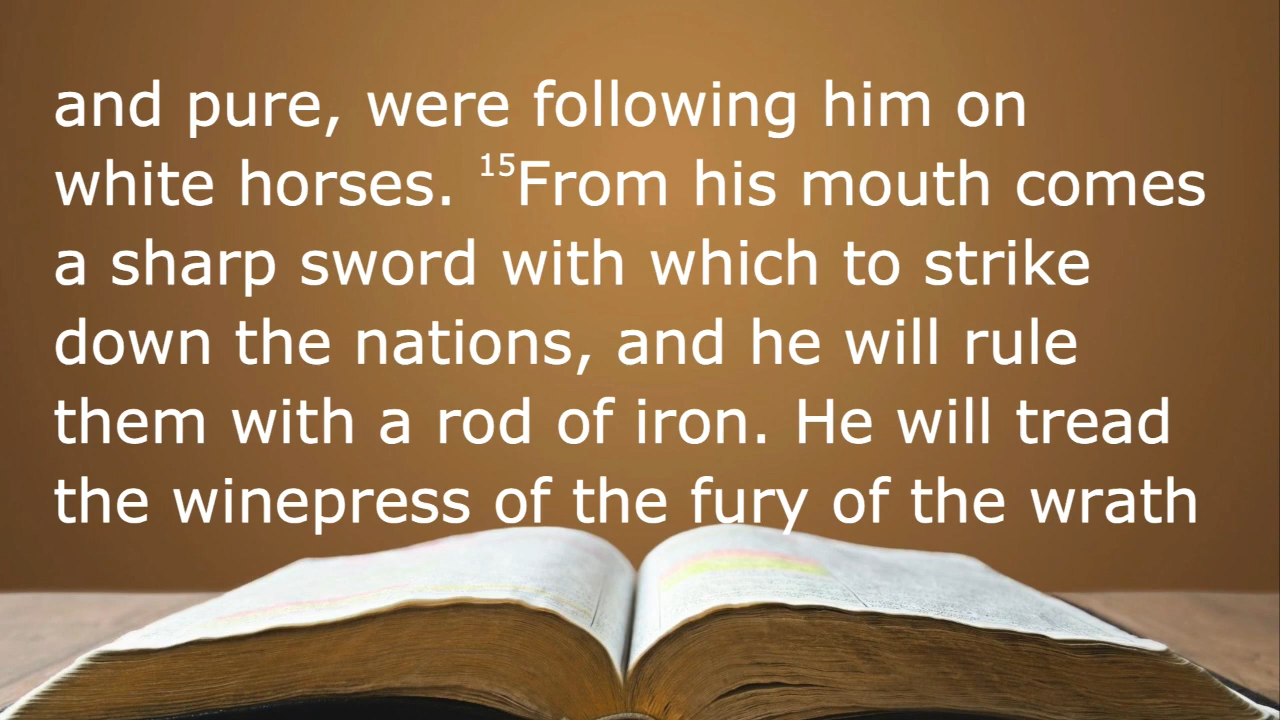 and pure, were following him on
white horses. ¹⁵From his mouth comes
a sharp sword with which to strike
down the nations, and he will rule
them with a rod of iron. He will tread
the winepress of the fury of the wrath